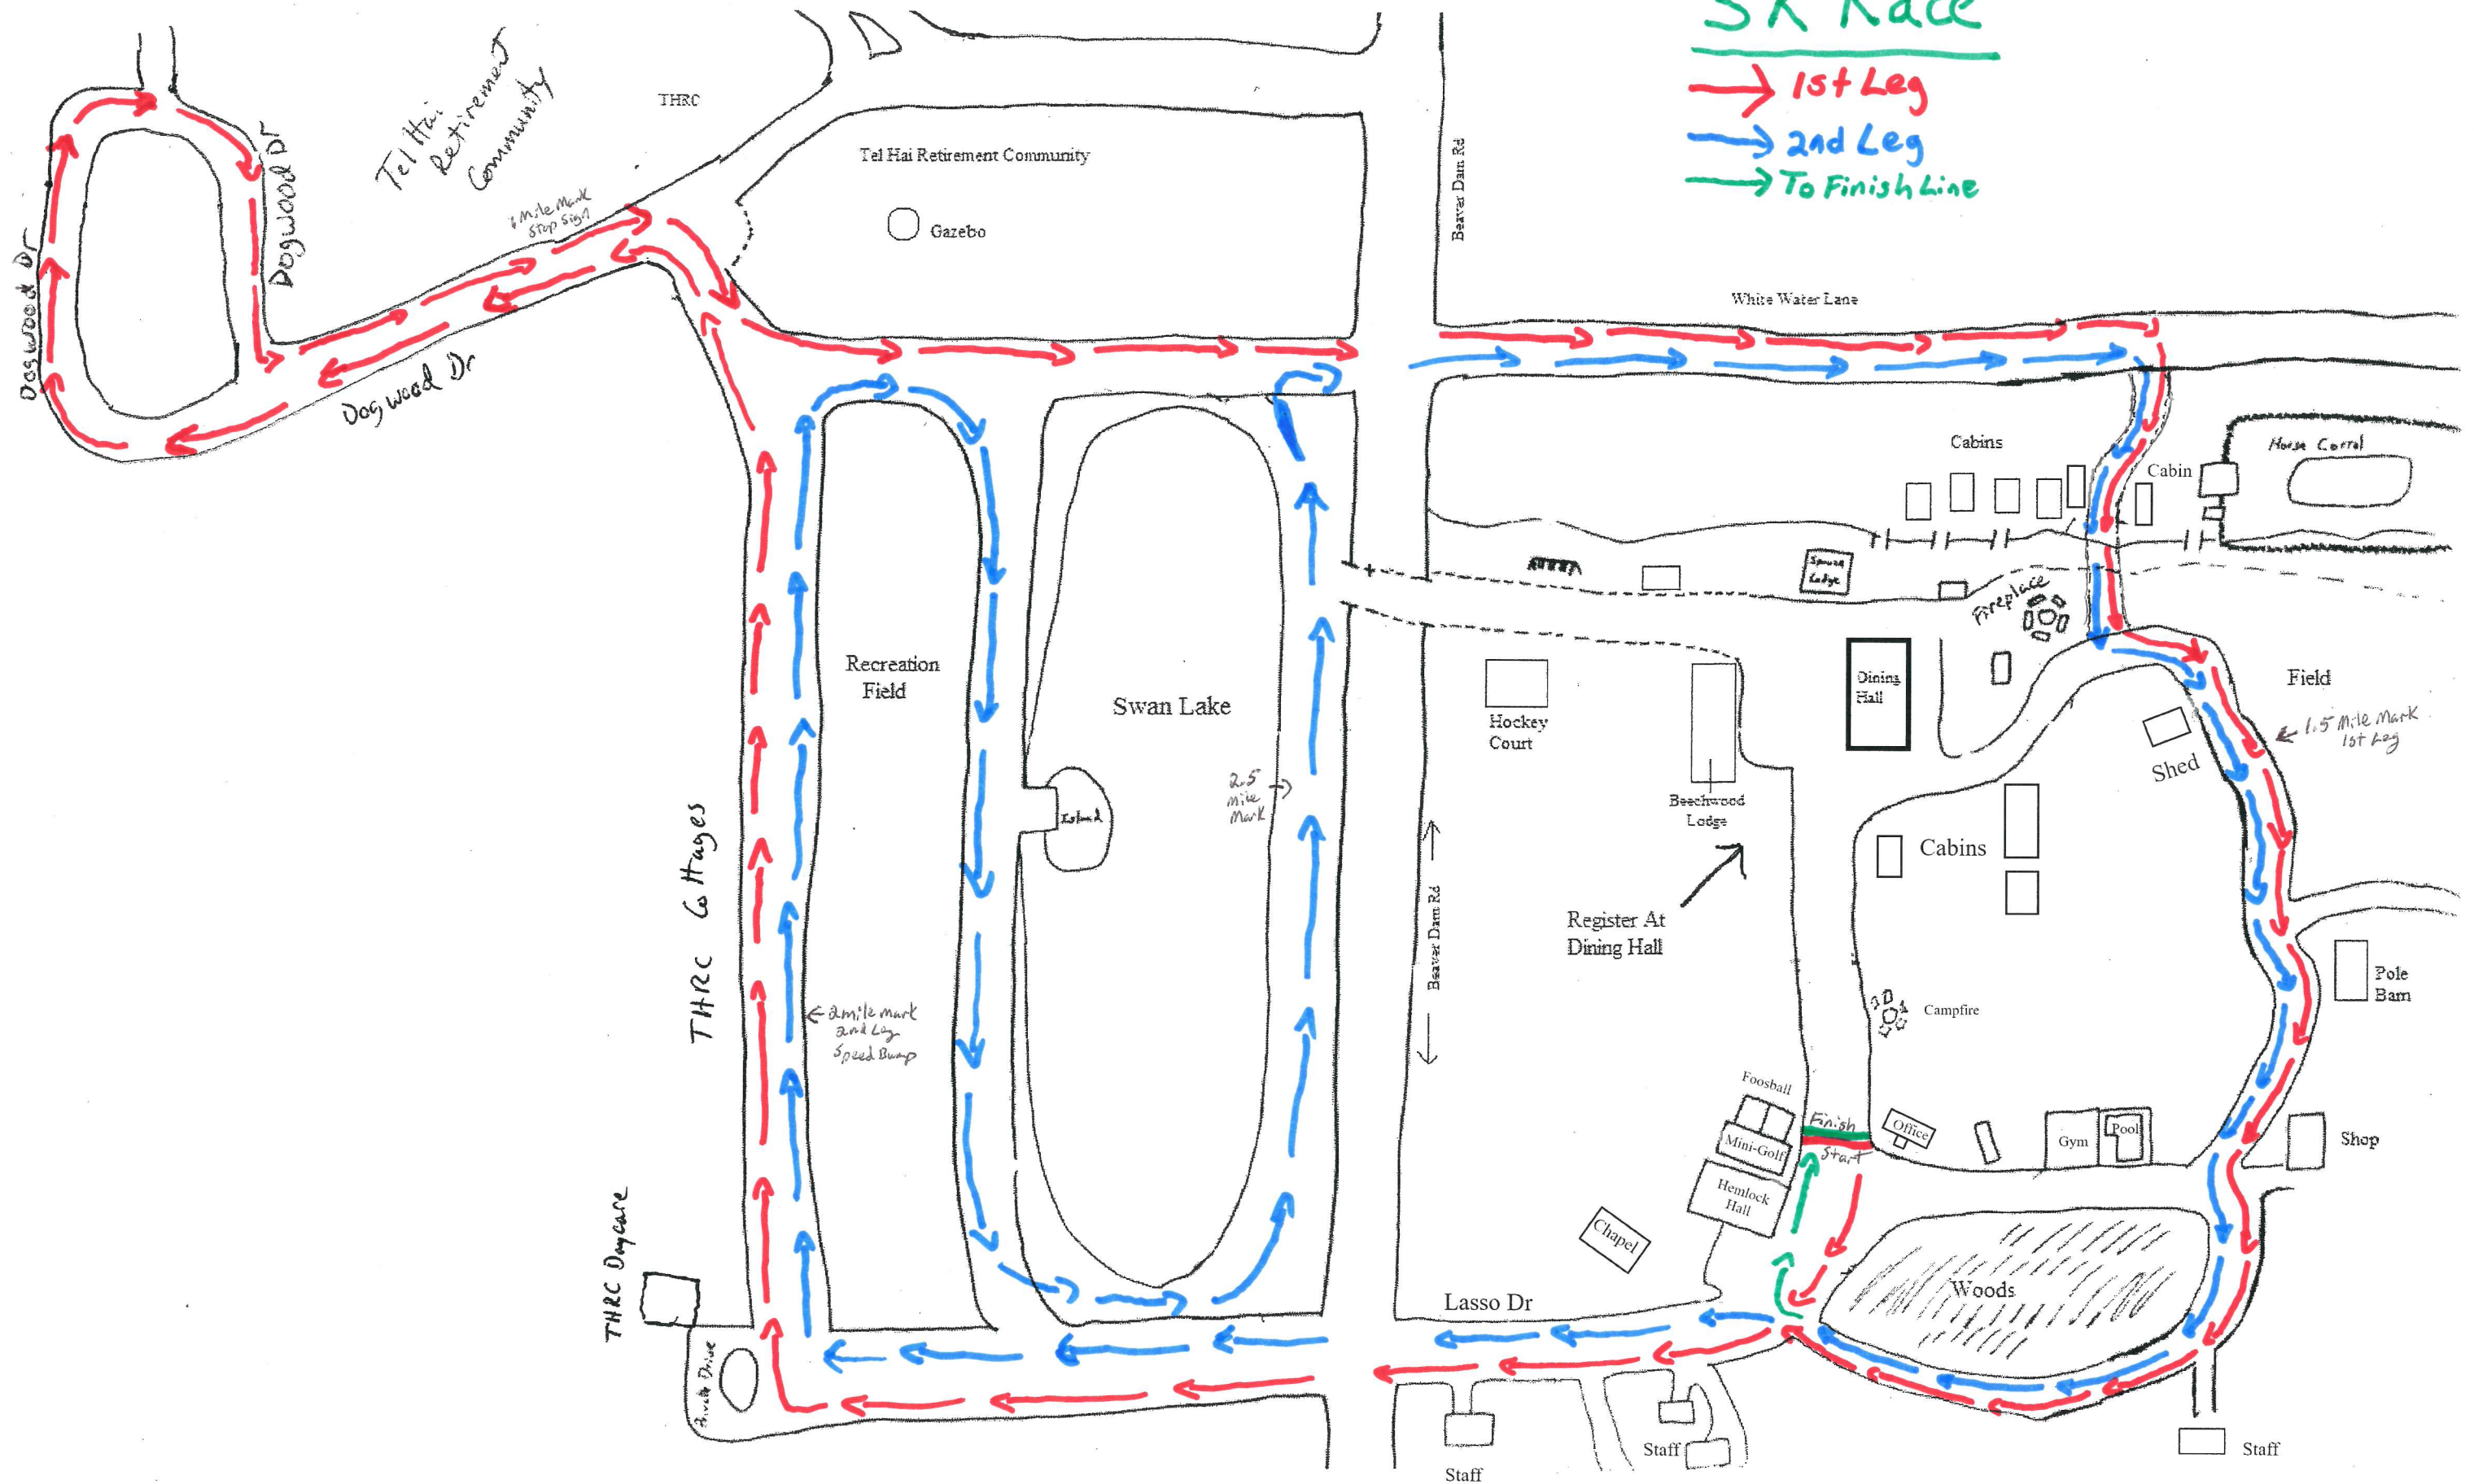 5K Race
1st Leg
2nd Leg
To Finish Line
Tel Hai
Retirement
Community
THRC
Tel Hai Retirement Community
Gazebo
Beaver Dam Rd
White Water Lane
1 Mile Mark
Stop Sign
Dogwood Dr
Dogwood Dr
Dogwood Dr
Cabins
Cabin
Horse Corral
Spruce
Lodge
Fireplace
Dining
Hall
Field
1.5 Mile Mark
1st Leg
Shed
Recreation
Field
Swan Lake
Island
2.5
Mile
Mark
Hockey
Court
Beechwood
Lodge
Cabins
Register At
Dining Hall
Beaver Dam Rd
THRC Cottages
2 mile mark
2nd Leg
Speed Bump
Pole
Barn
Campfire
Foosball
Mini-Golf
Hemlock
Hall
Finish
Start
Office
Gym
Pool
Shop
Chapel
Woods
Lasso Dr
THRC Daycare
Private Drive
Staff
Staff
Staff